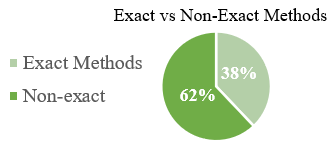 Exact vs Non-Exact Methods
Exact Methods
Non-exact
38%
62%